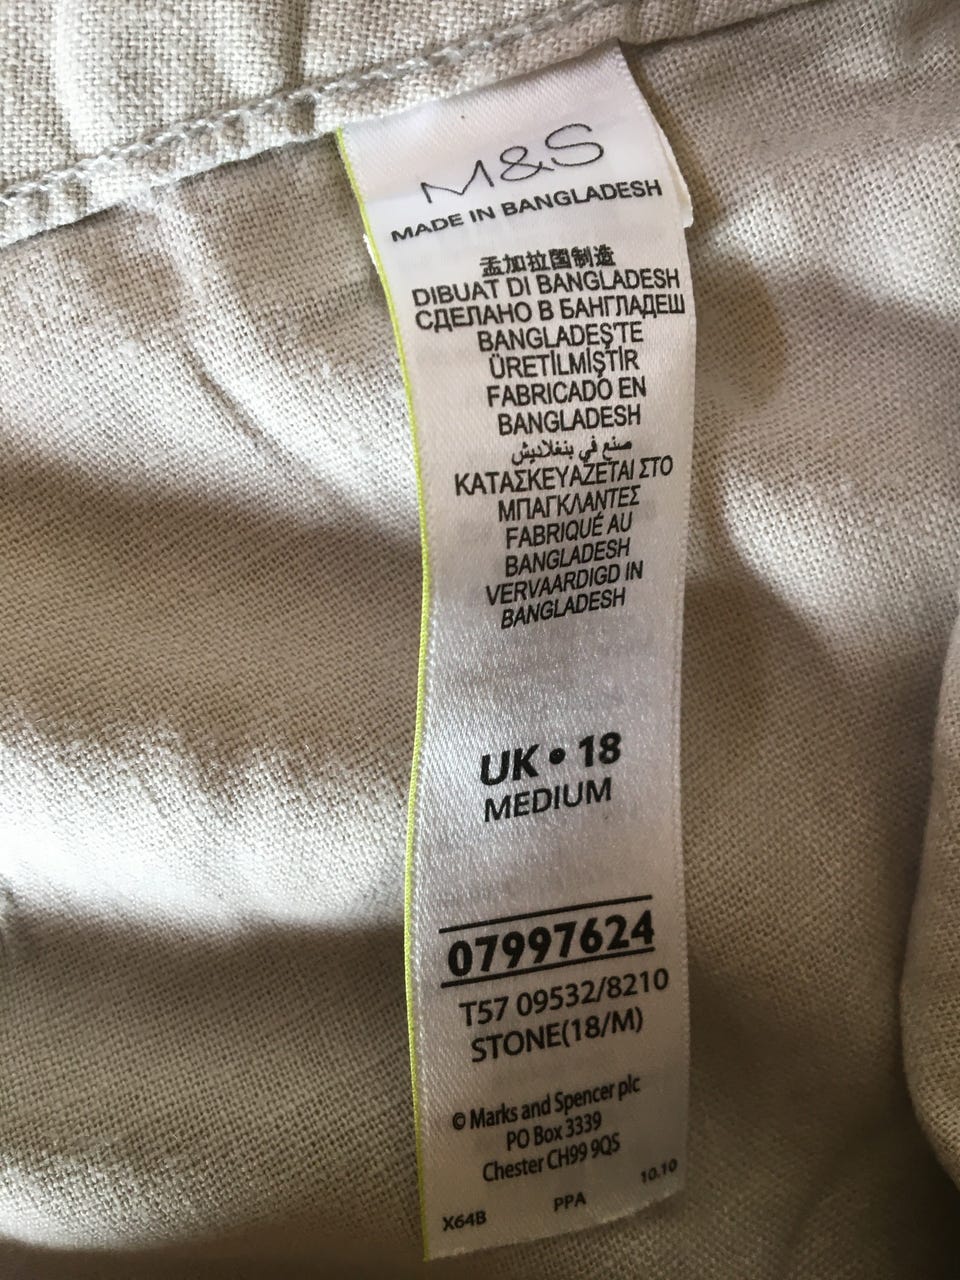 M&S
MADE IN BANGLADESH
孟加拉国制造
DIBUAT DI BANGLADESH
СДЕЛАНО В БАНГЛАДЕШ
BANGLADEŞ'TE
ÜRETİLMİŞTİR
FABRICADO EN
BANGLADESH
صنع في بنغلاديش
ΚΑΤΑΣΚΕΥΑΖΕΤΑΙ ΣΤΟ
ΜΠΑΓΚΛΑΝΤΕΣ
FABRIQUÉ AU
BANGLADESH
VERVAARDIGD IN
BANGLADESH
UK • 18
MEDIUM
07997624
T57 09532/8210
STONE(18/M)
© Marks and Spencer plc
PO Box 3339
Chester CH99 9QS
X64B PPA 10.10